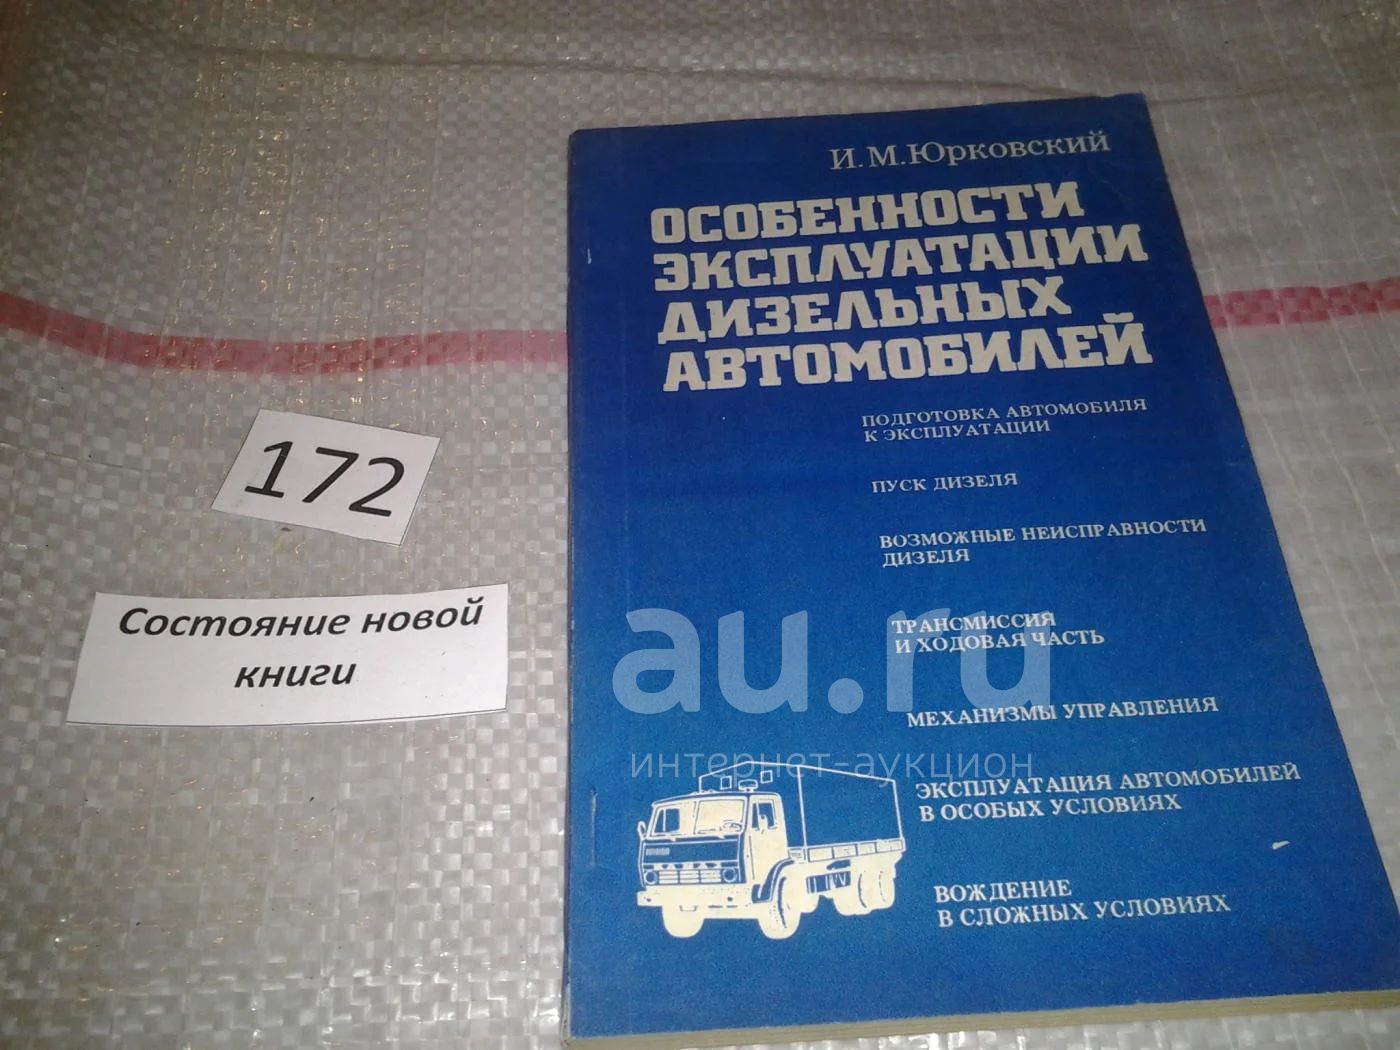 И. М. Юрковский
ОСОБЕННОСТИ
ЭКСПЛУАТАЦИИ
ДИЗЕЛЬНЫХ
АВТОМОБИЛЕЙ
ПОДГОТОВКА АВТОМОБИЛЯ
К ЭКСПЛУАТАЦИИ
ПУСК ДИЗЕЛЯ
ВОЗМОЖНЫЕ НЕИСПРАВНОСТИ
ДИЗЕЛЯ
ТРАНСМИССИЯ
И ХОДОВАЯ ЧАСТЬ
МЕХАНИЗМЫ УПРАВЛЕНИЯ
ЭКСПЛУАТАЦИЯ АВТОМОБИЛЕЙ
В ОСОБЫХ УСЛОВИЯХ
ВОЖДЕНИЕ
В СЛОЖНЫХ УСЛОВИЯХ
172
Состояние новой
книги
au.ru
интернет-аукцион